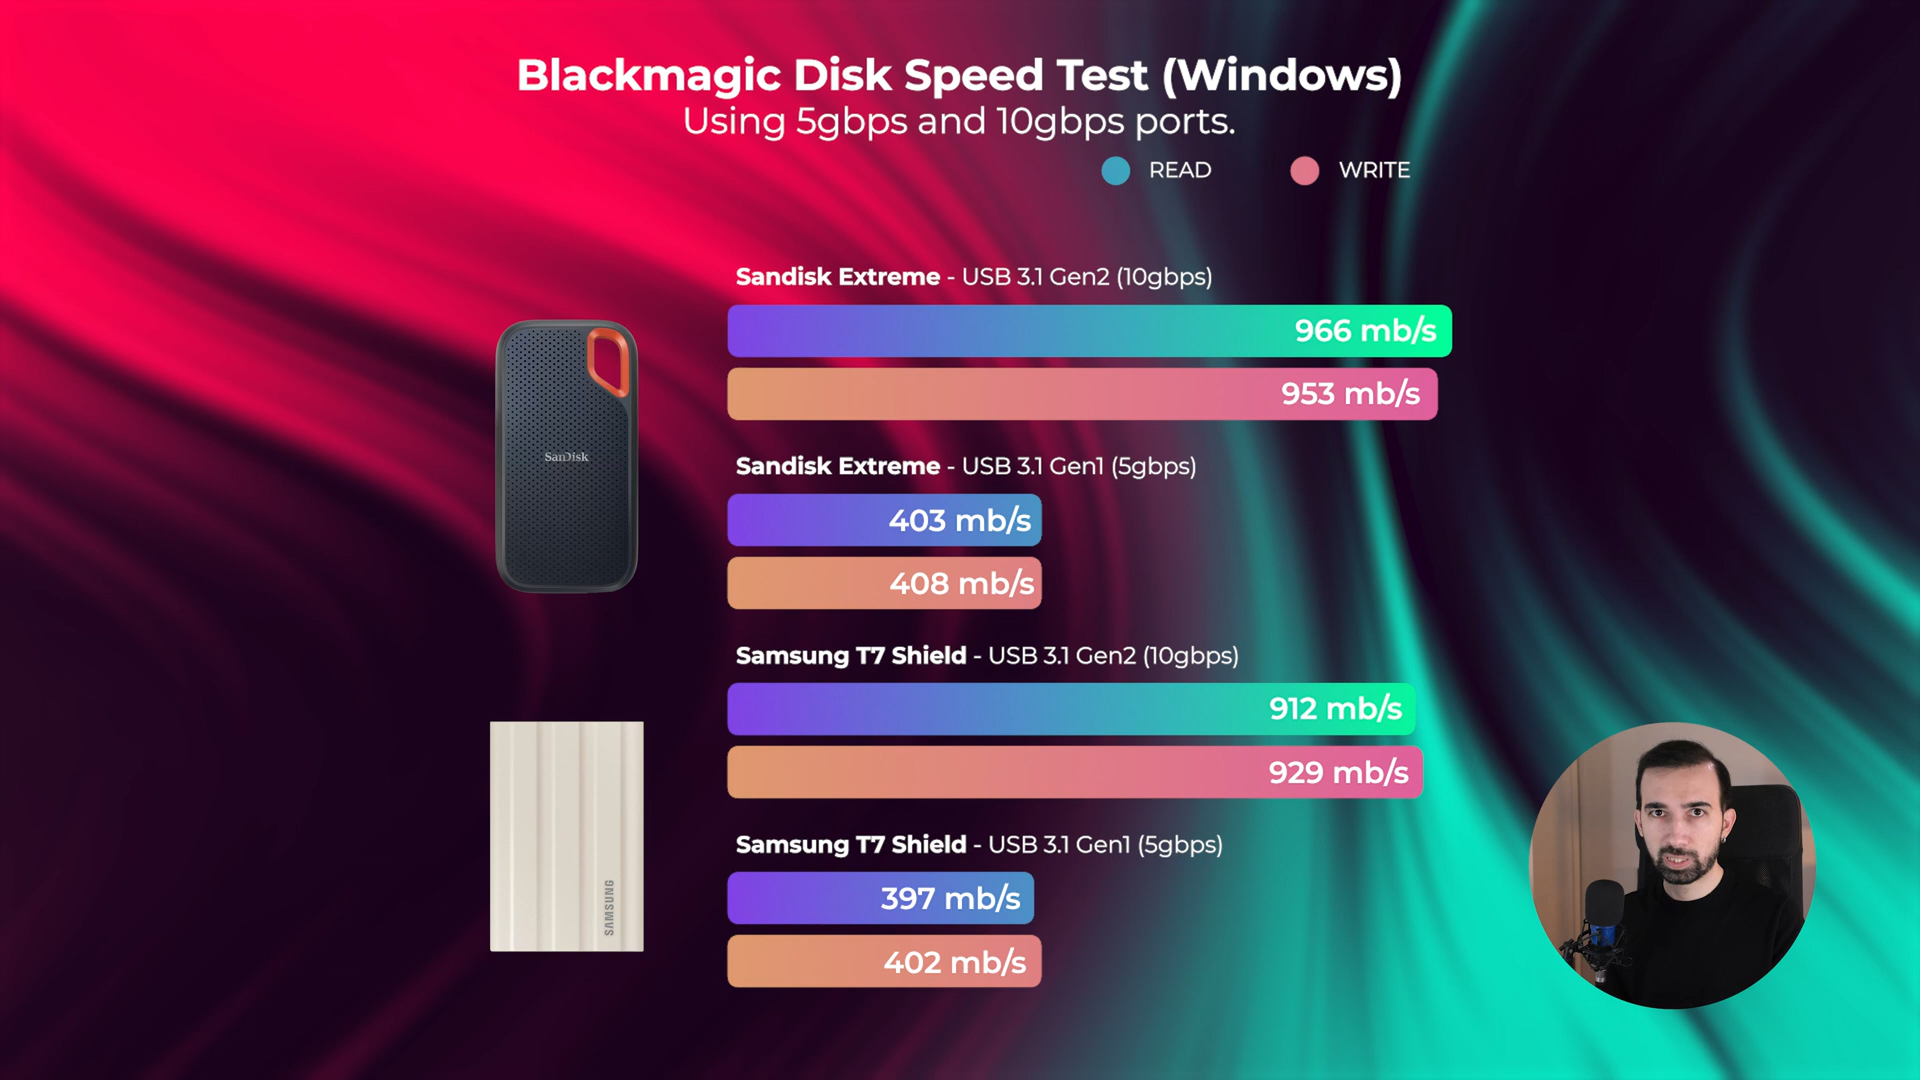 Blackmagic Disk Speed Test (Windows)
Using 5gbps and 10gbps ports.
READ WRITE
Sandisk Extreme - USB 3.1 Gen2 (10gbps)
966 mb/s
953 mb/s
SanDisk
Sandisk Extreme - USB 3.1 Gen1 (5gbps)
403 mb/s
408 mb/s
Samsung T7 Shield - USB 3.1 Gen2 (10gbps)
912 mb/s
929 mb/s
Samsung T7 Shield - USB 3.1 Gen1 (5gbps)
397 mb/s
402 mb/s
SAMSUNG